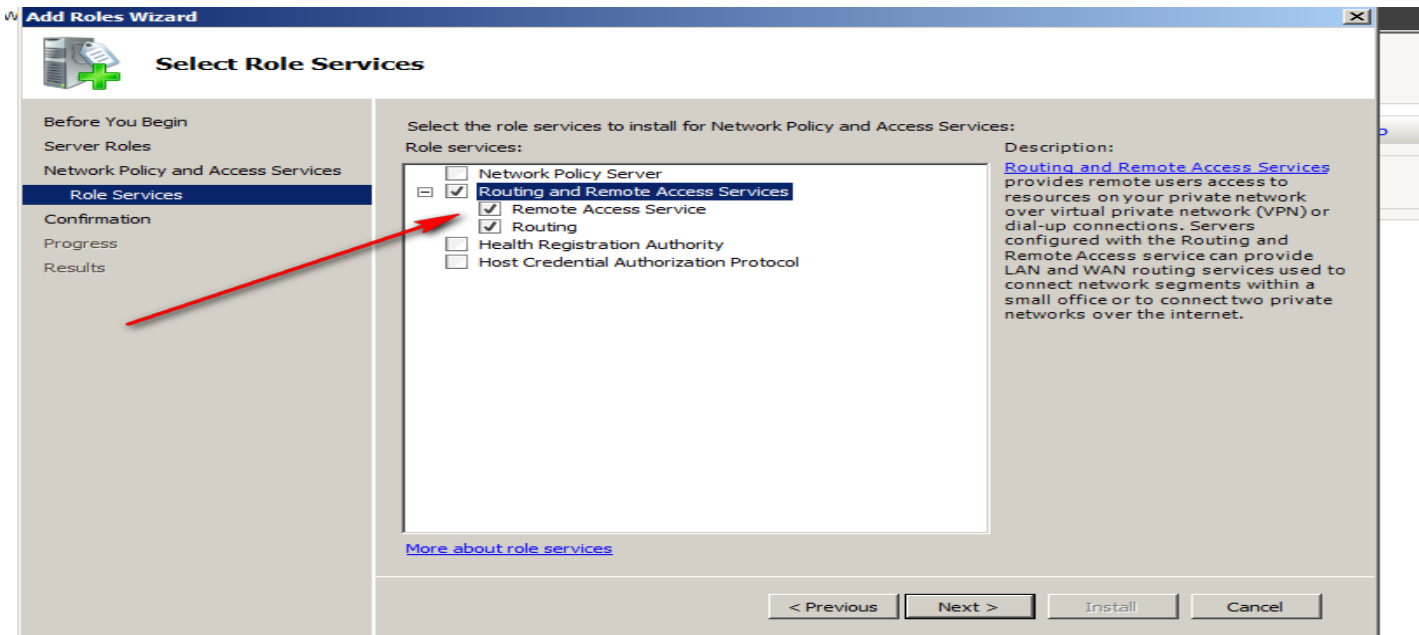 W
Add Roles Wizard
Select Role Services
Before You Begin
Server Roles
Network Policy and Access Services
Role Services
Confirmation
Progress
Results
Select the role services to install for Network Policy and Access Services:
Role services:
Network Policy Server
Routing and Remote Access Services
Remote Access Service
Routing
Health Registration Authority
Host Credential Authorization Protocol
More about role services
Description:
Routing and Remote Access Services
provides remote users access to
resources on your private network
over virtual private network (VPN) or
dial-up connections. Servers
configured with the Routing and
Remote Access service can provide
LAN and WAN routing services used to
connect network segments within a
small office or to connect two private
networks over the internet.
< Previous
Next >
Install
Cancel